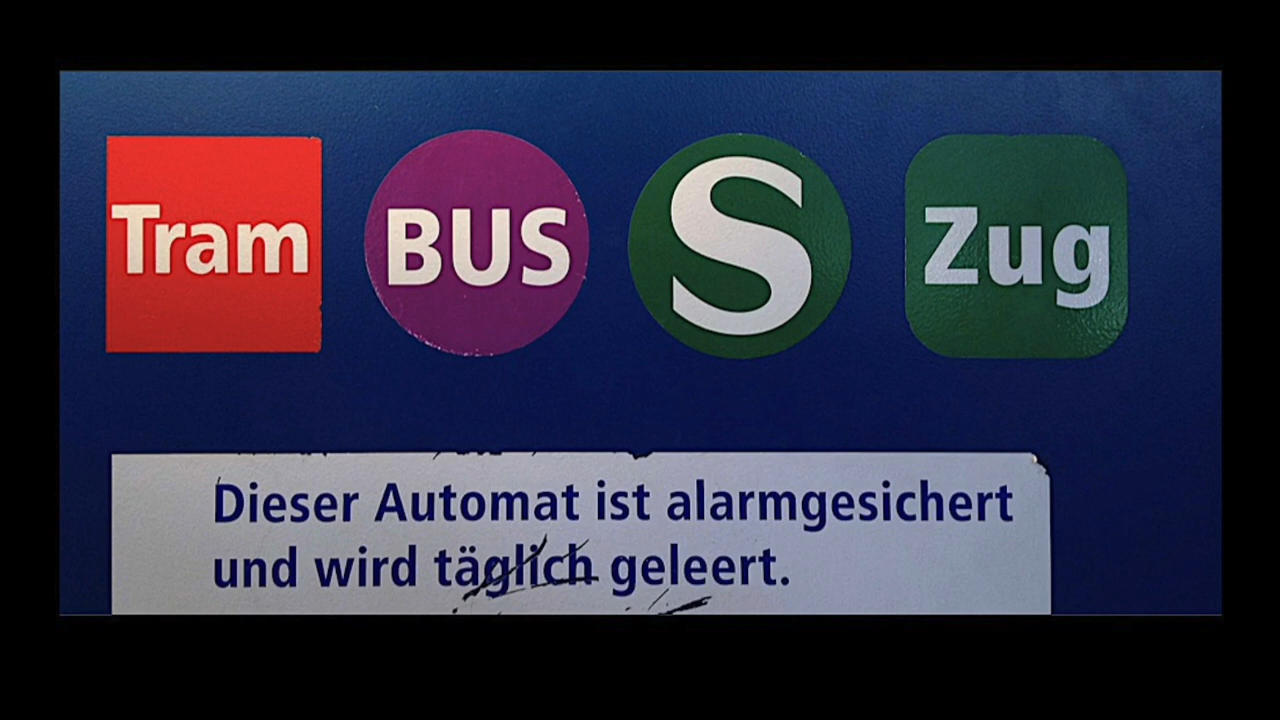 Tram BUS S Zug
Dieser Automat ist alarmgesichert
und wird täglich geleert.